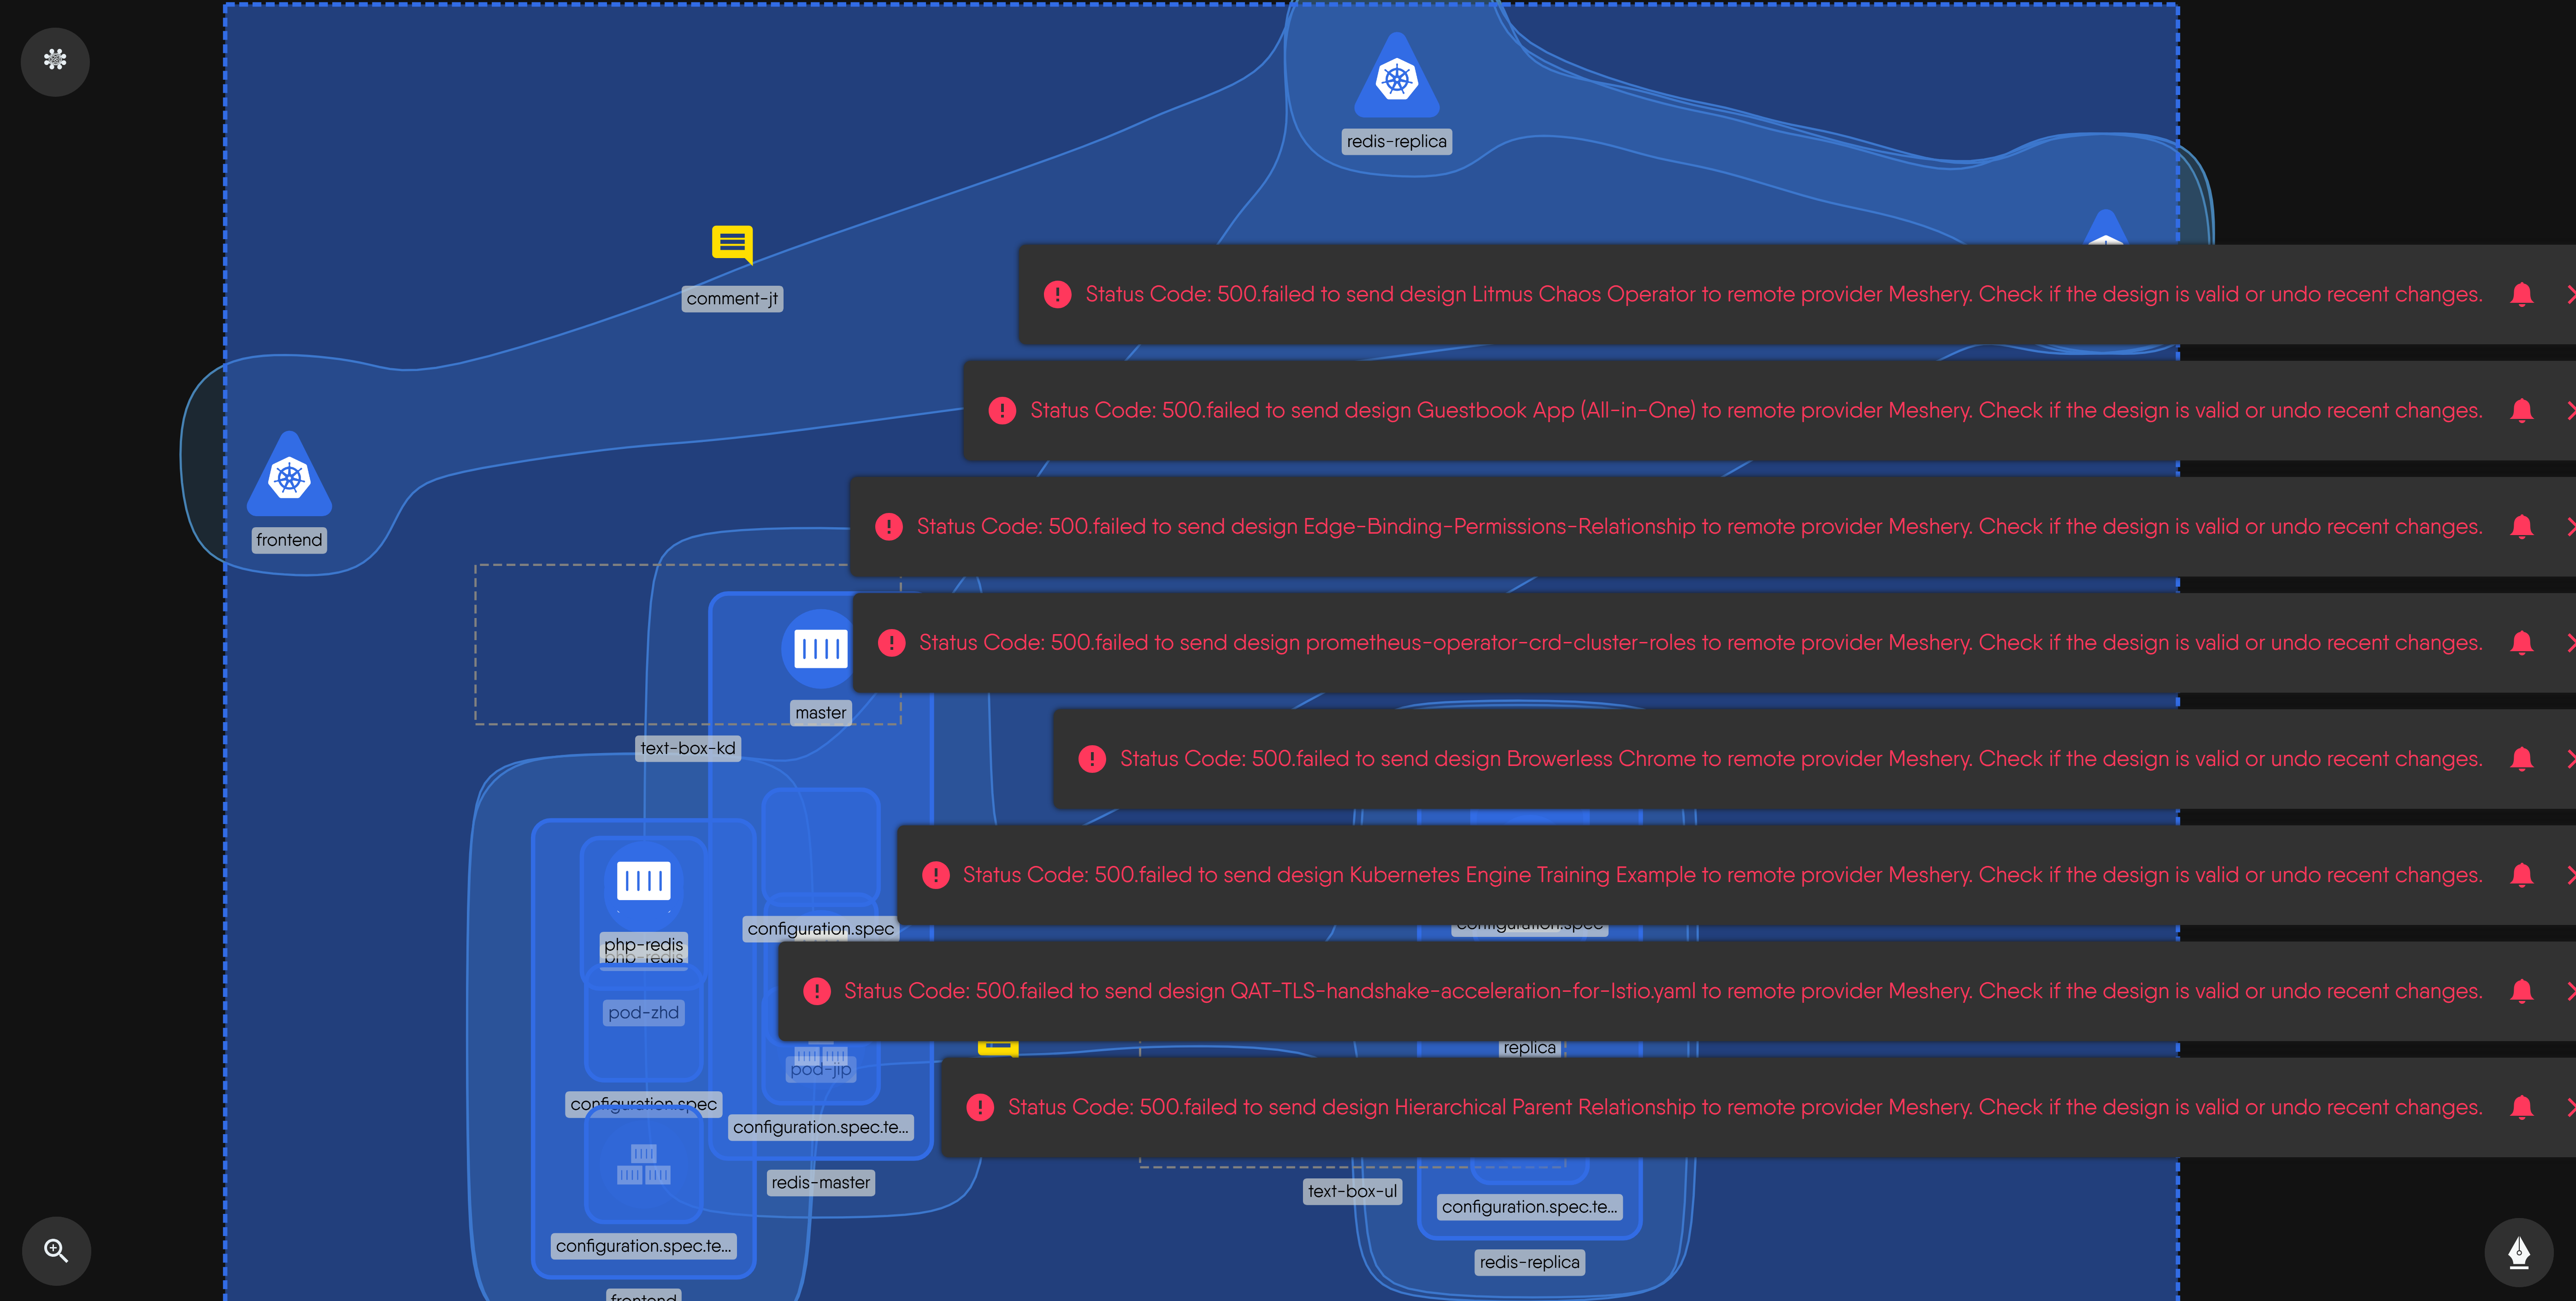 redis-replica
comment-jt
Status Code: 500.failed to send design Litmus Chaos Operator to remote provider Meshery. Check if the design is valid or undo recent changes.
Status Code: 500.failed to send design Guestbook App (All-in-One) to remote provider Meshery. Check if the design is valid or undo recent changes.
Status Code: 500.failed to send design Edge-Binding-Permissions-Relationship to remote provider Meshery. Check if the design is valid or undo recent changes.
frontend
Status Code: 500.failed to send design prometheus-operator-crd-cluster-roles to remote provider Meshery. Check if the design is valid or undo recent changes.
master
text-box-kd
Status Code: 500.failed to send design Browerless Chrome to remote provider Meshery. Check if the design is valid or undo recent changes.
Status Code: 500.failed to send design Kubernetes Engine Training Example to remote provider Meshery. Check if the design is valid or undo recent changes.
configuration.spec
configuration.spec
php-redis
php-redis
Status Code: 500.failed to send design QAT-TLS-handshake-acceleration-for-Istio.yaml to remote provider Meshery. Check if the design is valid or undo recent changes.
pod-zhd
replica
pod-jip
configuration.spec
Status Code: 500.failed to send design Hierarchical Parent Relationship to remote provider Meshery. Check if the design is valid or undo recent changes.
configuration.spec.te...
redis-master
text-box-ul
configuration.spec.te...
configuration.spec.te...
redis-replica
frontend